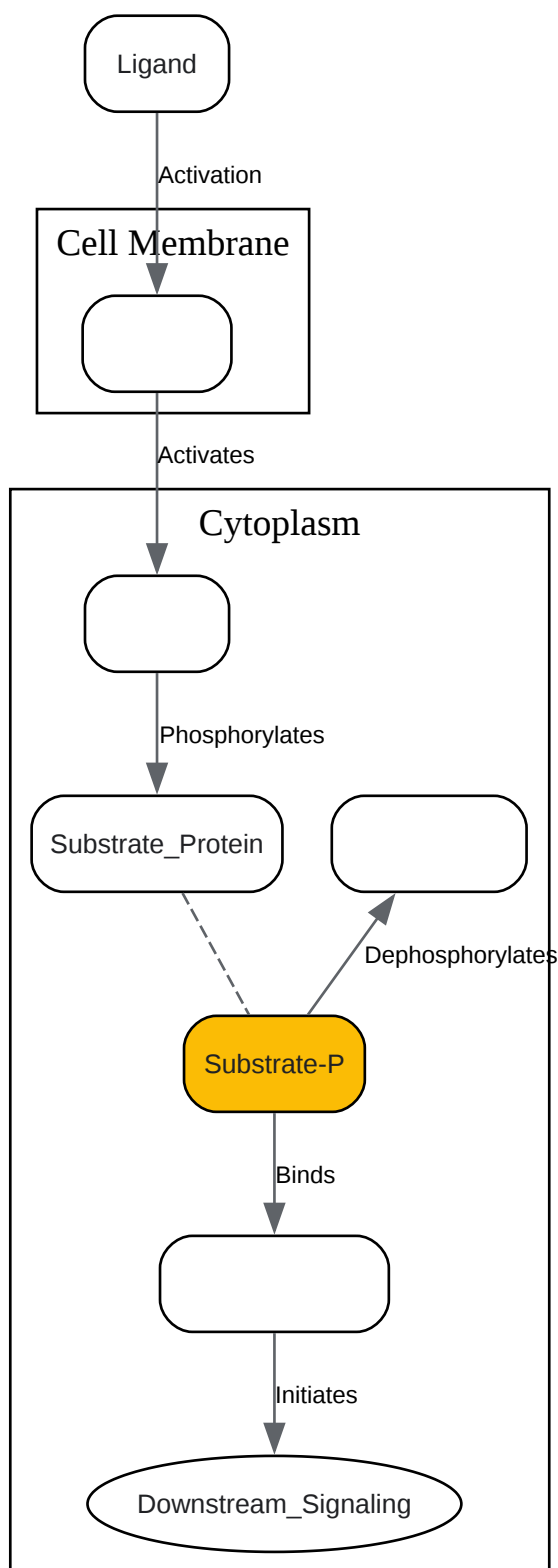 Ligand
Activation
Cell Membrane
Activates
Cytoplasm
Phosphorylates
Substrate_Protein
Dephosphorylates
Substrate-P
Binds
Initiates
Downstream_Signaling